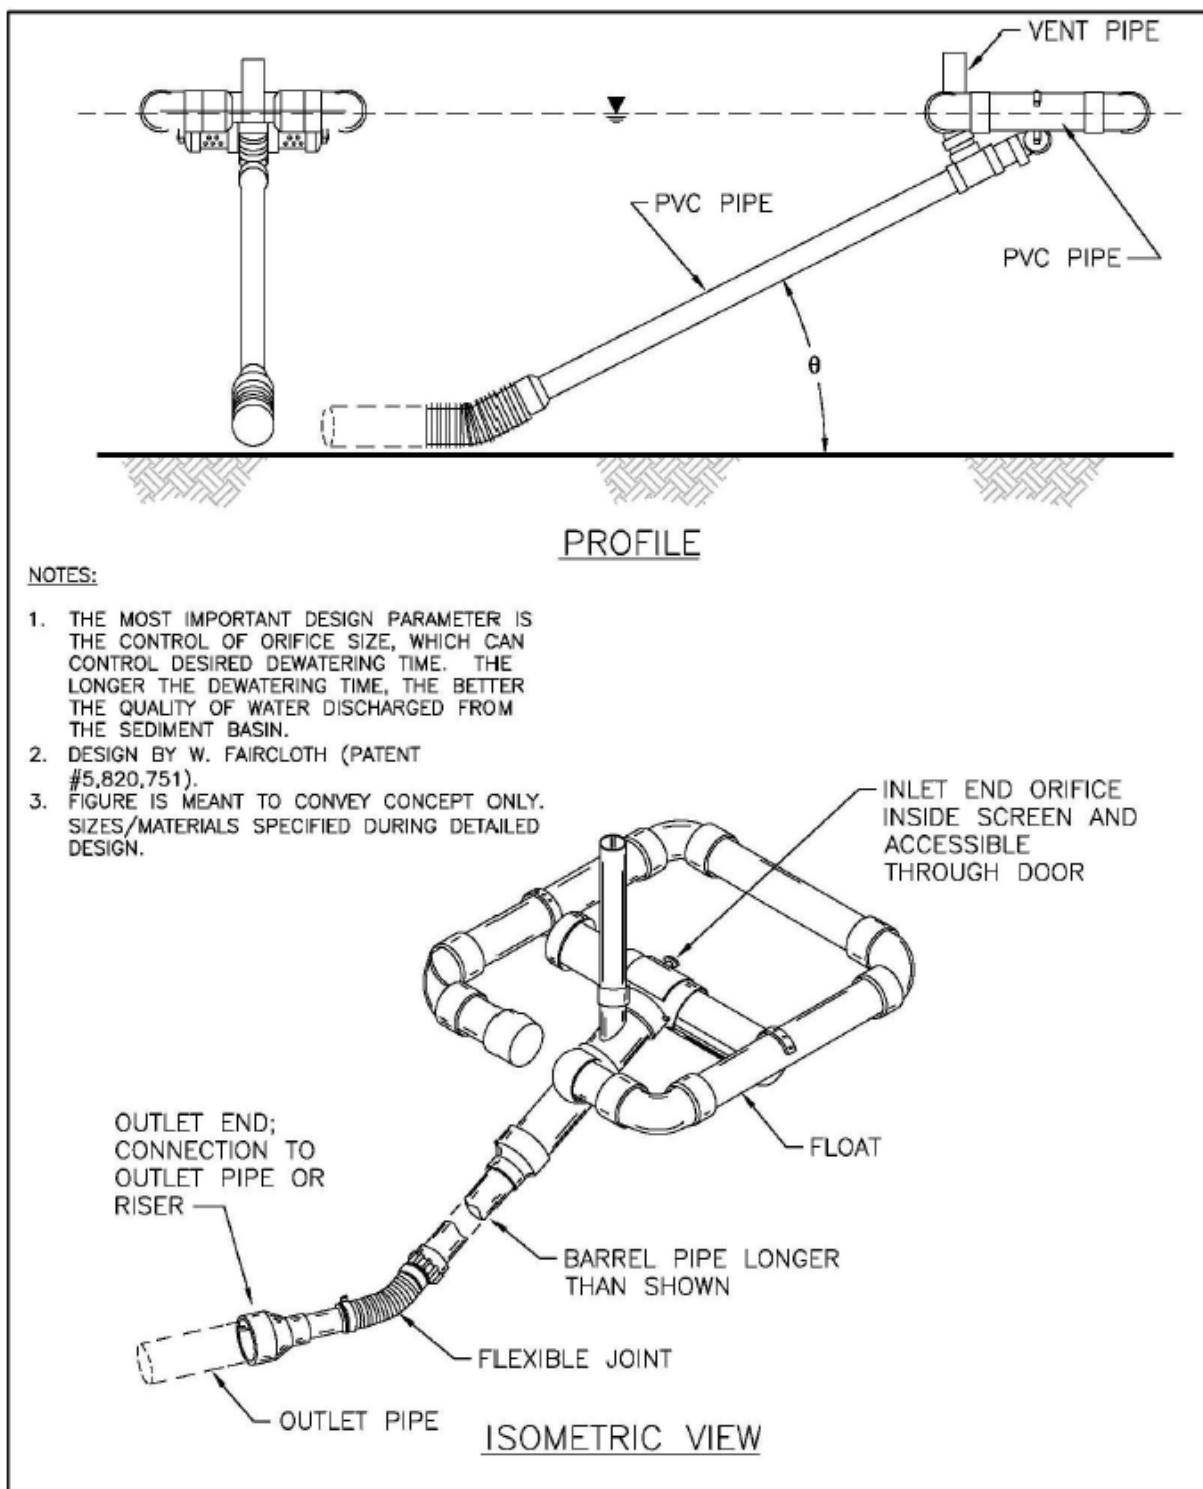 VENT PIPE
PVC PIPE
PVC PIPE
θ
PROFILE
NOTES:
1. THE MOST IMPORTANT DESIGN PARAMETER IS
THE CONTROL OF ORIFICE SIZE, WHICH CAN
CONTROL DESIRED DEWATERING TIME. THE
LONGER THE DEWATERING TIME, THE BETTER
THE QUALITY OF WATER DISCHARGED FROM
THE SEDIMENT BASIN.
2. DESIGN BY W. FAIRCLOTH (PATENT
#5,820,751).
3. FIGURE IS MEANT TO CONVEY CONCEPT ONLY.
SIZES/MATERIALS SPECIFIED DURING DETAILED
DESIGN.
INLET END ORIFICE
INSIDE SCREEN AND
ACCESSIBLE
THROUGH DOOR
FLOAT
OUTLET END;
CONNECTION TO
OUTLET PIPE OR
RISER
BARREL PIPE LONGER
THAN SHOWN
FLEXIBLE JOINT
OUTLET PIPE
ISOMETRIC VIEW